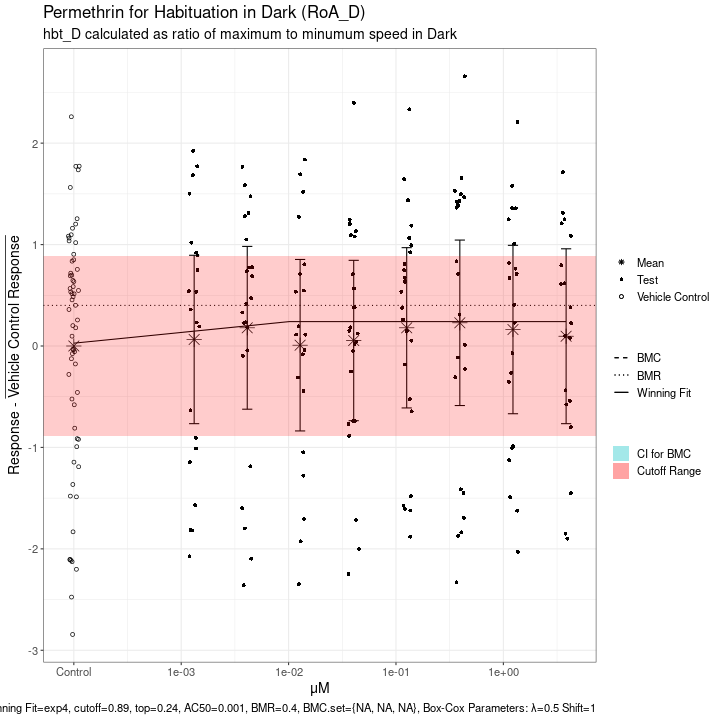 Permethrin for Habituation in Dark (RoA_D)
hbt_D calculated as ratio of maximum to minumum speed in Dark
Response - Vehicle Control Response
2
1
0
-1
-2
-3
Control
1e-03
1e-02
1e-01
1e+00
µM
Mean
Test
Vehicle Control
BMC
BMR
Winning Fit
CI for BMC
Cutoff Range
Fit=exp4, cutoff=0.89, top=0.24, AC50=0.001, BMR=0.4, BMC.set={NA, NA, NA}, Box-Cox Parameters: λ=0.5 Shift=1